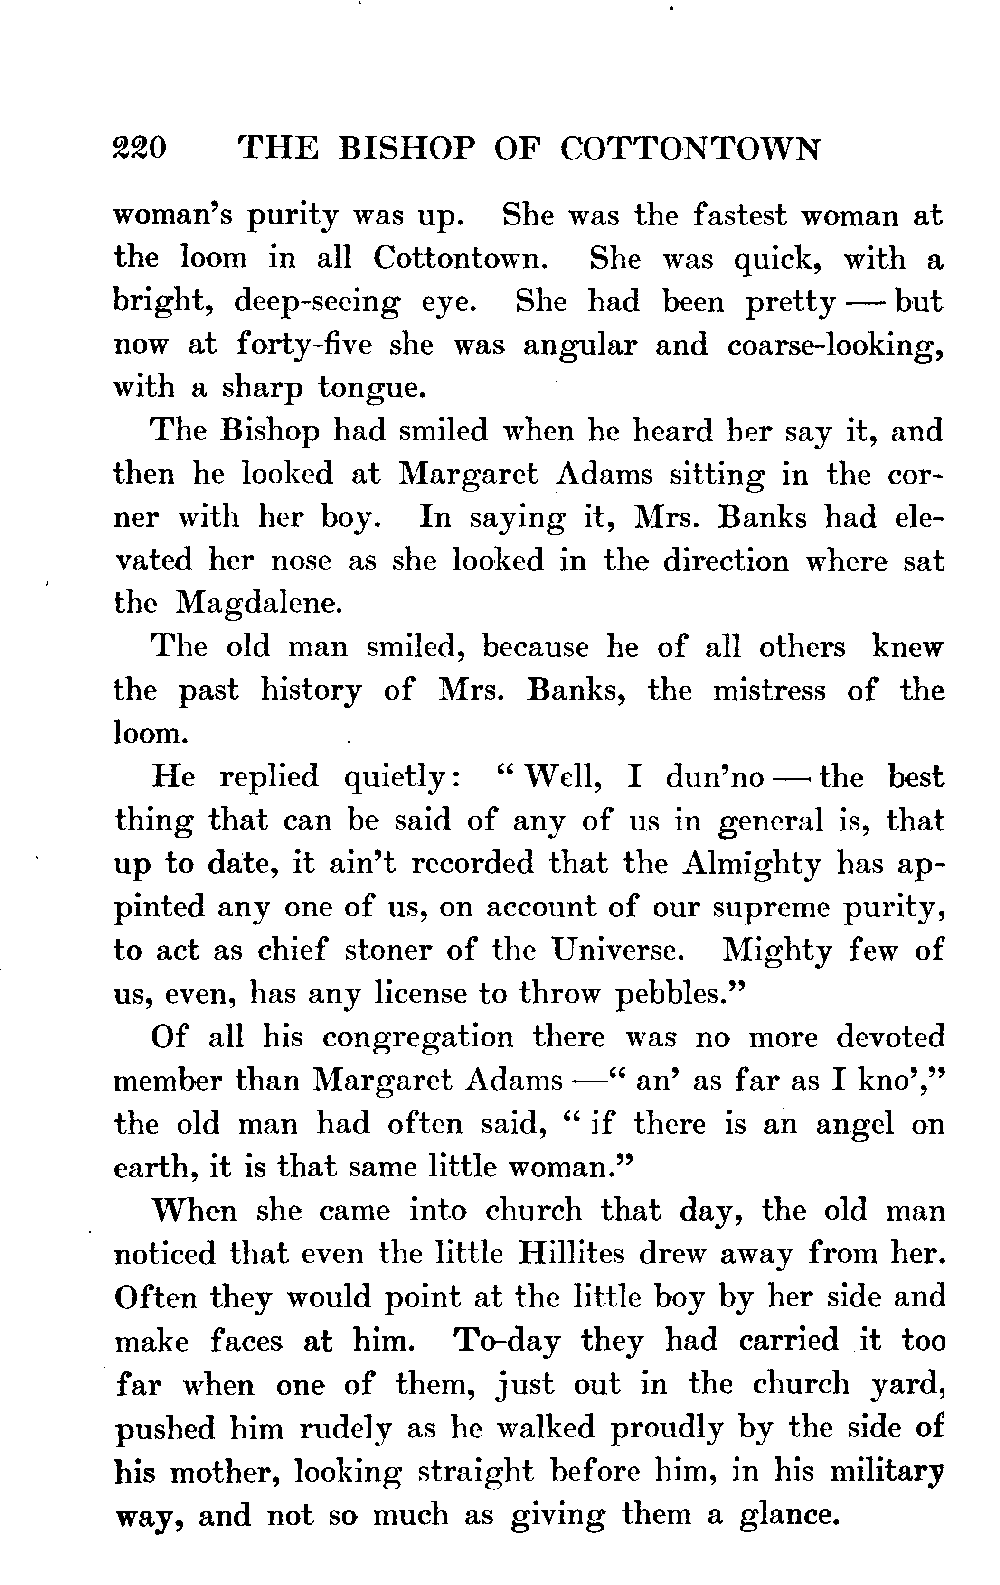 220 THE BISHOP OF COTTONTOWN
woman's purity was up. She was the fastest woman at
the loom in all Cottontown. She was quick, with a
bright, deep-seeing eye. She had been pretty — but
now at forty-five she was angular and coarse-looking,
with a sharp tongue.
The Bishop had smiled when he heard her say it, and
then he looked at Margaret Adams sitting in the cor-
ner with her boy. In saying it, Mrs. Banks had ele-
vated her nose as she looked in the direction where sat
the Magdalene.
The old man smiled, because he of all others knew
the past history of Mrs. Banks, the mistress of the
loom.
He replied quietly: “ Well, I dun'no — the best
thing that can be said of any of us in general is, that
up to date, it ain't recorded that the Almighty has ap-
pinted any one of us, on account of our supreme purity,
to act as chief stoner of the Universe. Mighty few of
us, even, has any license to throw pebbles.”
Of all his congregation there was no more devoted
member than Margaret Adams —“ an' as far as I kno',”
the old man had often said, “ if there is an angel on
earth, it is that same little woman.”
When she came into church that day, the old man
noticed that even the little Hillites drew away from her.
Often they would point at the little boy by her side and
make faces at him. To-day they had carried it too
far when one of them, just out in the church yard,
pushed him rudely as he walked proudly by the side of
his mother, looking straight before him, in his military
way, and not so much as giving them a glance.